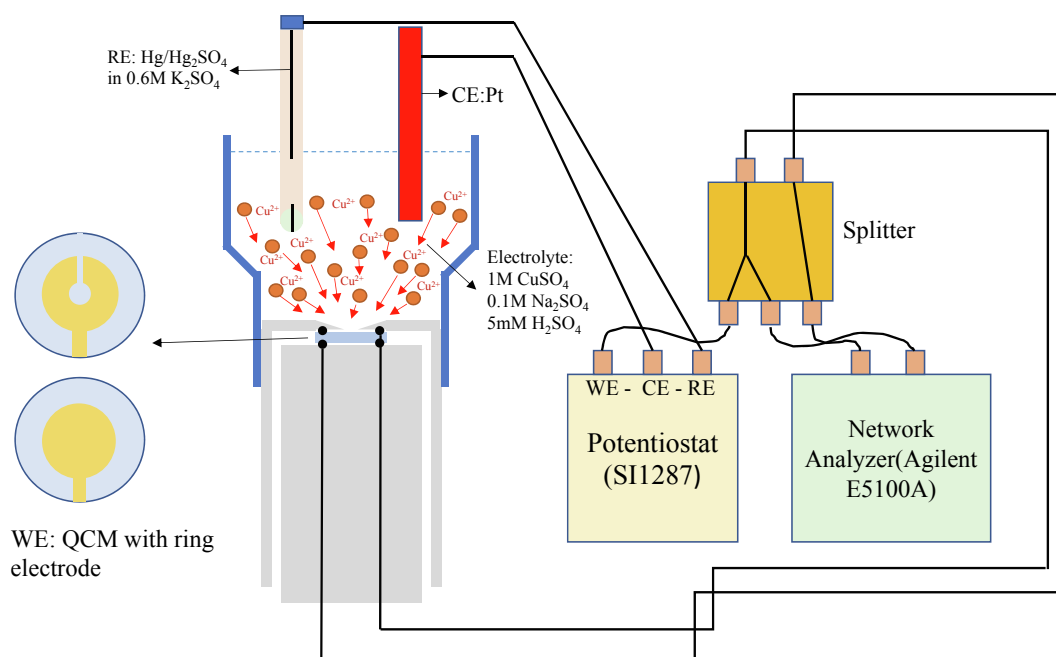 RE: Hg/Hg₂SO₄
in 0.6M K₂SO₄
CE:Pt
Cu²⁺
Cu²⁺
Cu²⁺
Cu²⁺
Cu²⁺
Cu²⁺
Cu²⁺
Cu²⁺
Cu²⁺
Cu²⁺
Electrolyte:
1M CuSO₄
0.1M Na₂SO₄
5mM H₂SO₄
Splitter
WE - CE - RE
Potentiostat
(SI1287)
Network
Analyzer(Agilent
E5100A)
WE: QCM with ring
electrode